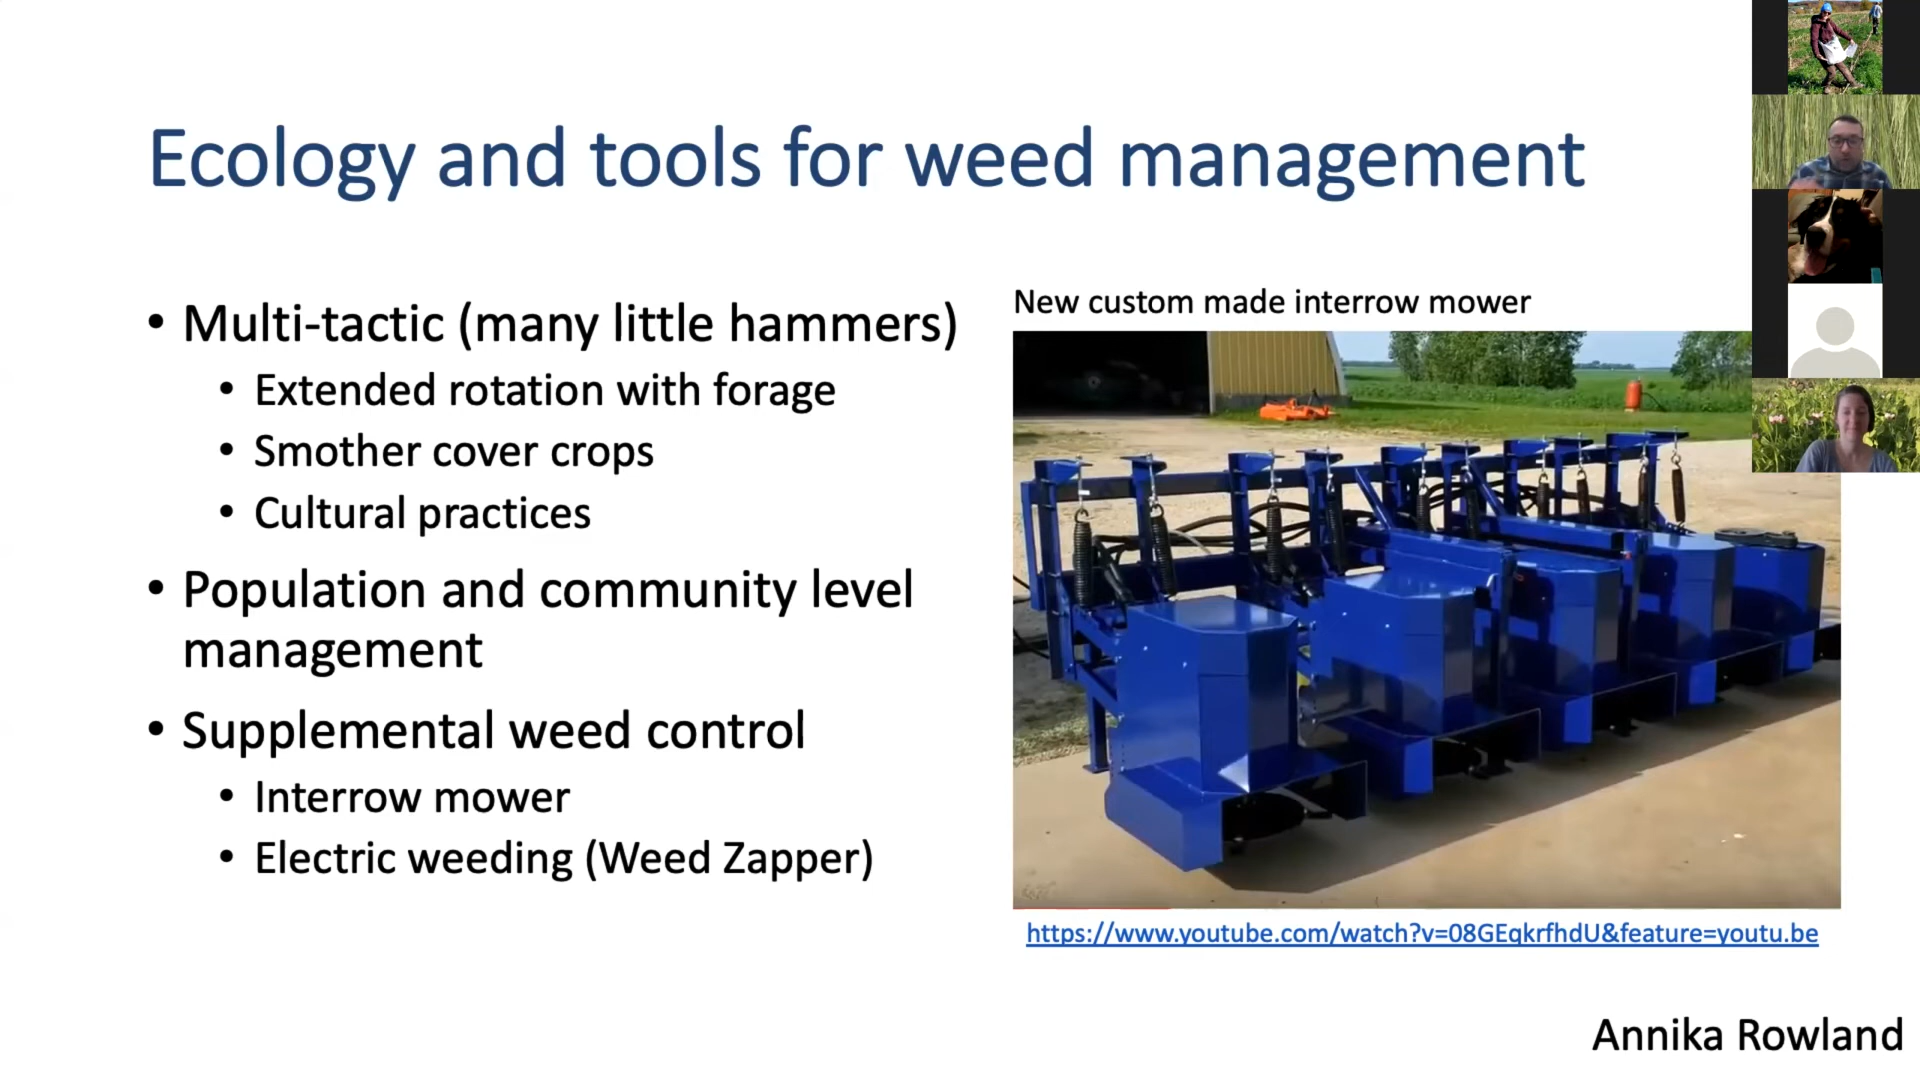 Ecology and tools for weed management
• Multi-tactic (many little hammers)
• Extended rotation with forage
• Smother cover crops
• Cultural practices
• Population and community level
management
• Supplemental weed control
• Interrow mower
• Electric weeding (Weed Zapper)
New custom made interrow mower
https://www.youtube.com/watch?v=08GEqkrfhdU&feature=youtu.be
Annika Rowland